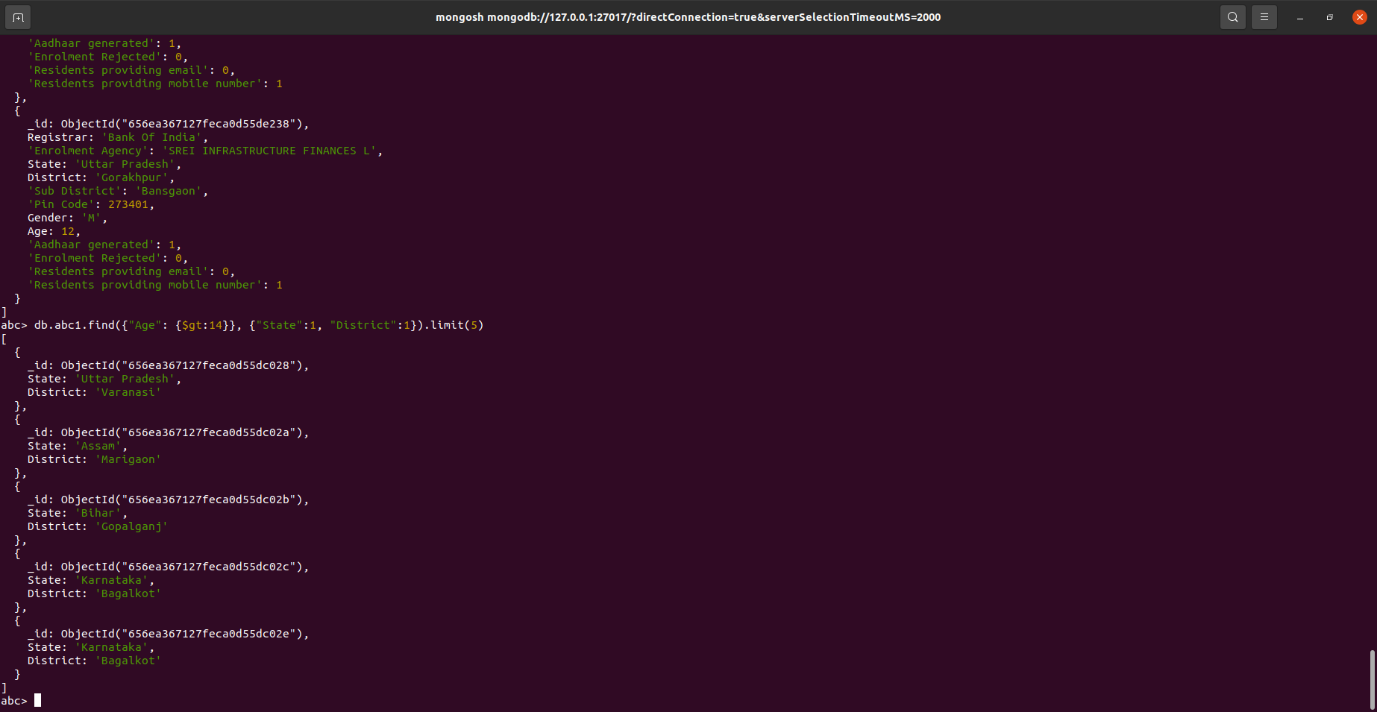 mongosh mongodb://127.0.0.1:27017/?directConnection=true&serverSelectionTimeoutMS=2000
    'Aadhaar generated': 1,
    'Enrolment Rejected': 0,
    'Residents providing email': 0,
    'Residents providing mobile number': 1
  },
  {
    _id: ObjectId("656ea367127feca0d55de238"),
    Registrar: 'Bank Of India',
    'Enrolment Agency': 'SREI INFRASTRUCTURE FINANCES L',
    State: 'Uttar Pradesh',
    District: 'Gorakhpur',
    'Sub District': 'Bansgaon',
    'Pin Code': 273401,
    Gender: 'M',
    Age: 12,
    'Aadhaar generated': 1,
    'Enrolment Rejected': 0,
    'Residents providing email': 0,
    'Residents providing mobile number': 1
  }
]
abc> db.abc1.find({"Age": {$gt:14}}, {"State":1, "District":1}).limit(5)
[
  {
    _id: ObjectId("656ea367127feca0d55dc028"),
    State: 'Uttar Pradesh',
    District: 'Varanasi'
  },
  {
    _id: ObjectId("656ea367127feca0d55dc02a"),
    State: 'Assam',
    District: 'Marigaon'
  },
  {
    _id: ObjectId("656ea367127feca0d55dc02b"),
    State: 'Bihar',
    District: 'Gopalganj'
  },
  {
    _id: ObjectId("656ea367127feca0d55dc02c"),
    State: 'Karnataka',
    District: 'Bagalkot'
  },
  {
    _id: ObjectId("656ea367127feca0d55dc02e"),
    State: 'Karnataka',
    District: 'Bagalkot'
  }
]
abc>